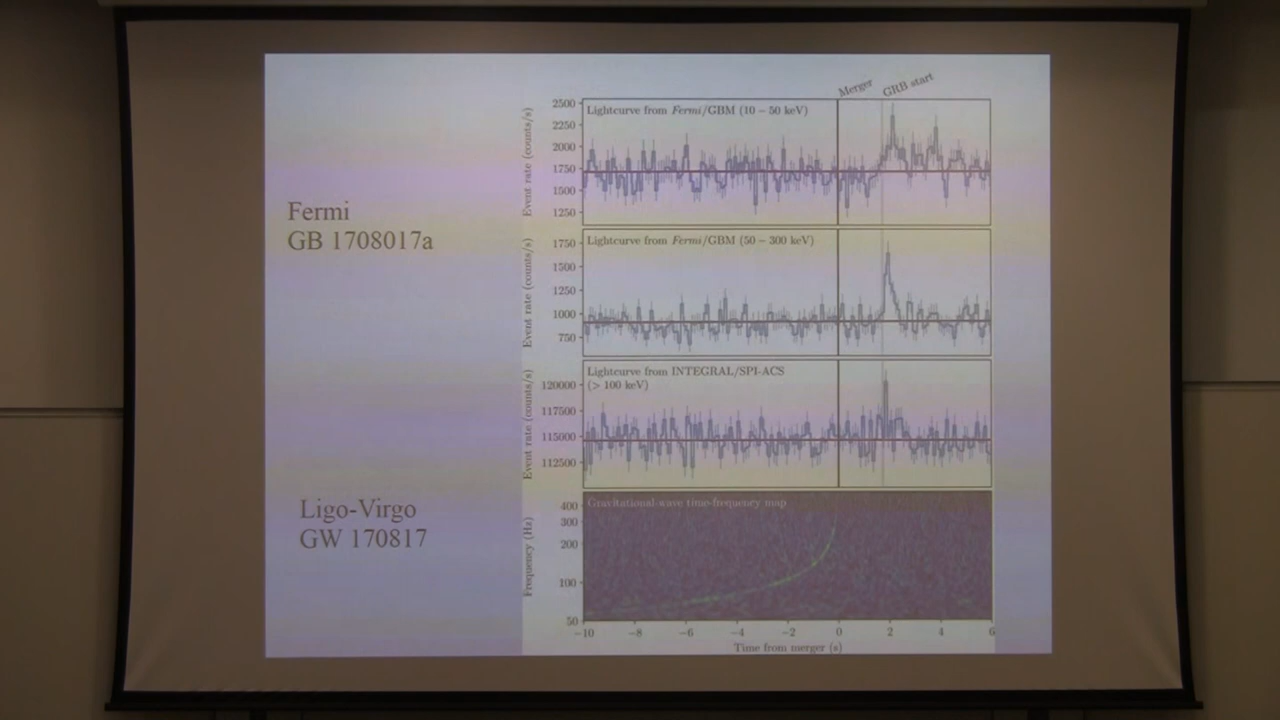 Merger
GRB start
2500
2250
2000
1750
1500
1250
Event rate (counts/s)
Lightcurve from Fermi/GBM (10 – 50 keV)
Fermi
GB 1708017a
1750
1500
1250
1000
750
Event rate (counts/s)
Lightcurve from Fermi/GBM (50 – 300 keV)
120000
117500
115000
112500
Event rate (counts/s)
Lightcurve from INTEGRAL/SPI-ACS
(> 100 keV)
Ligo-Virgo
GW 170817
400
300
200
100
50
Frequency (Hz)
Gravitational-wave time-frequency map
−10 −8 −6 −4 −2 0 2 4 6
Time from merger (s)